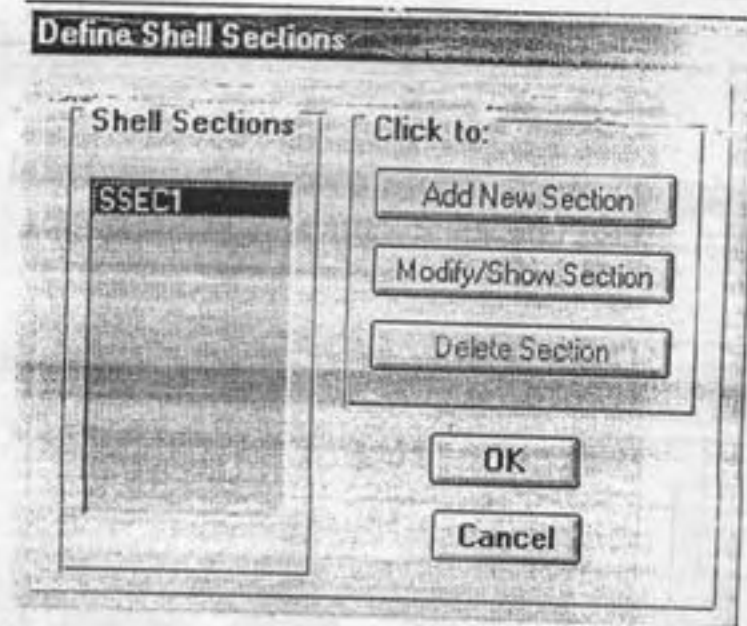 Define Shell Sections
Shell Sections
SSEC1
Click to:
Add New Section
Modify/Show Section
Delete Section
OK
Cancel